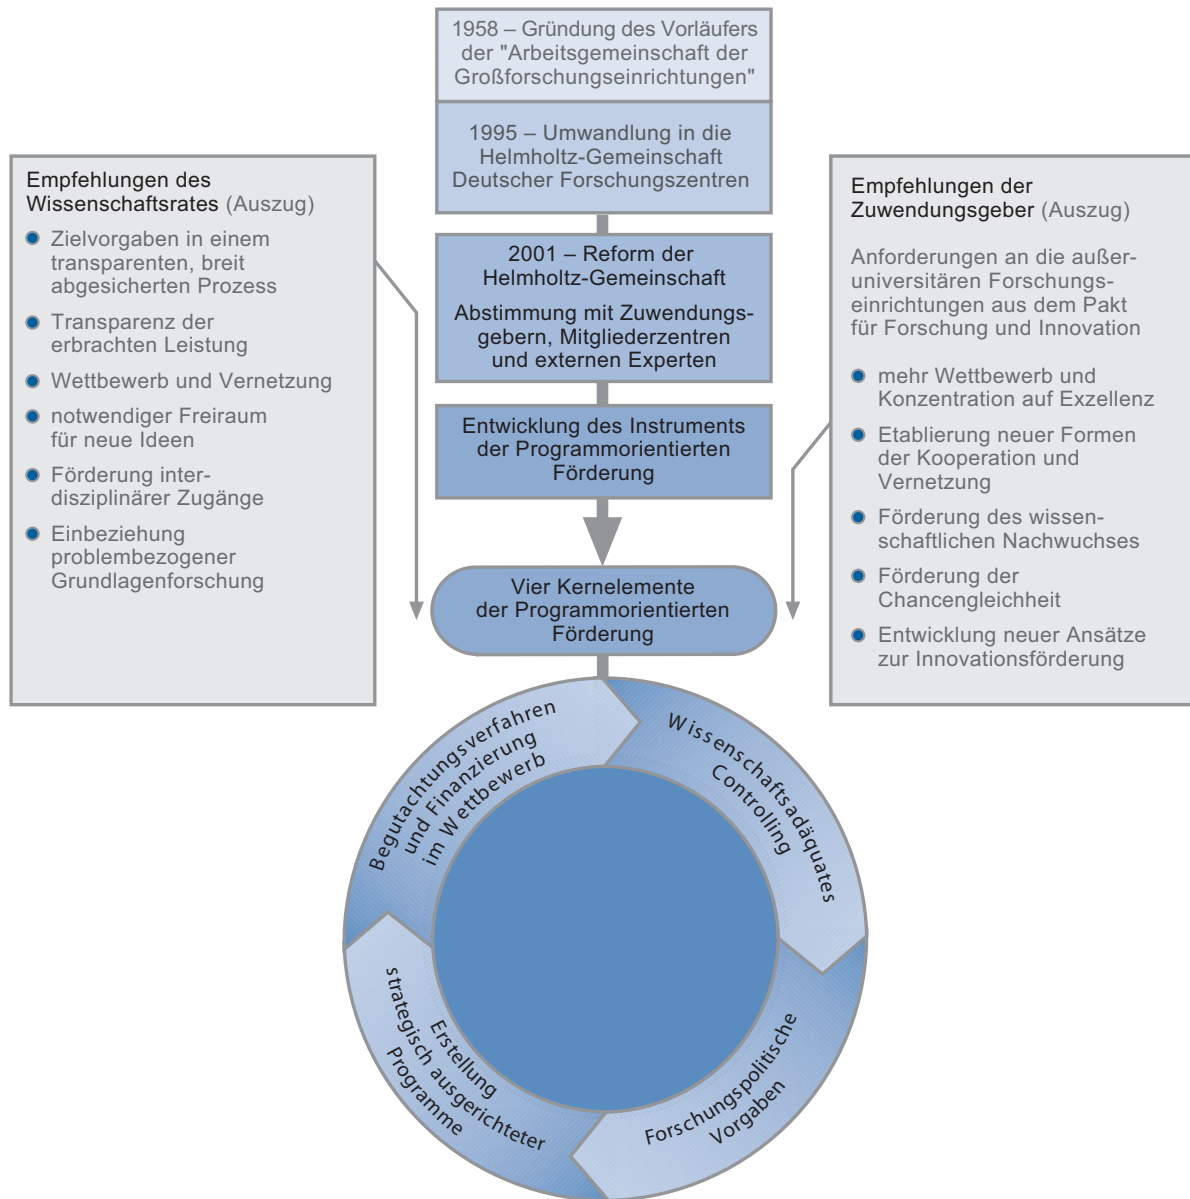 1958 – Gründung des Vorläufers
der "Arbeitsgemeinschaft der
Großforschungseinrichtungen"
1995 – Umwandlung in die
Helmholtz-Gemeinschaft
Deutscher Forschungszentren
Empfehlungen des
Wissenschaftsrates (Auszug)
Zielvorgaben in einem
transparenten, breit
abgesicherten Prozess
Transparenz der
erbrachten Leistung
Wettbewerb und Vernetzung
notwendiger Freiraum
für neue Ideen
Förderung inter-
disziplinärer Zugänge
Einbeziehung
problembezogener
Grundlagenforschung
2001 – Reform der
Helmholtz-Gemeinschaft
Abstimmung mit Zuwendungs-
gebern, Mitgliederzentren
und externen Experten
Entwicklung des Instruments
der Programmorientierten
Förderung
Vier Kernelemente
der Programmorientierten
Förderung
Empfehlungen der
Zuwendungsgeber (Auszug)
Anforderungen an die außer-
universitären Forschungs-
einrichtungen aus dem Pakt
für Forschung und Innovation
mehr Wettbewerb und
Konzentration auf Exzellenz
Etablierung neuer Formen
der Kooperation und
Vernetzung
Förderung des wissen-
schaftlichen Nachwuchses
Förderung der
Chancengleichheit
Entwicklung neuer Ansätze
zur Innovationsförderung
Begutachtungsverfahren
und Finanzierung
im Wettbewerb
Wissenschaftsadäquates
Controlling
Forschungspolitische
Vorgaben
Erstellung
strategisch ausgerichteter
Programme